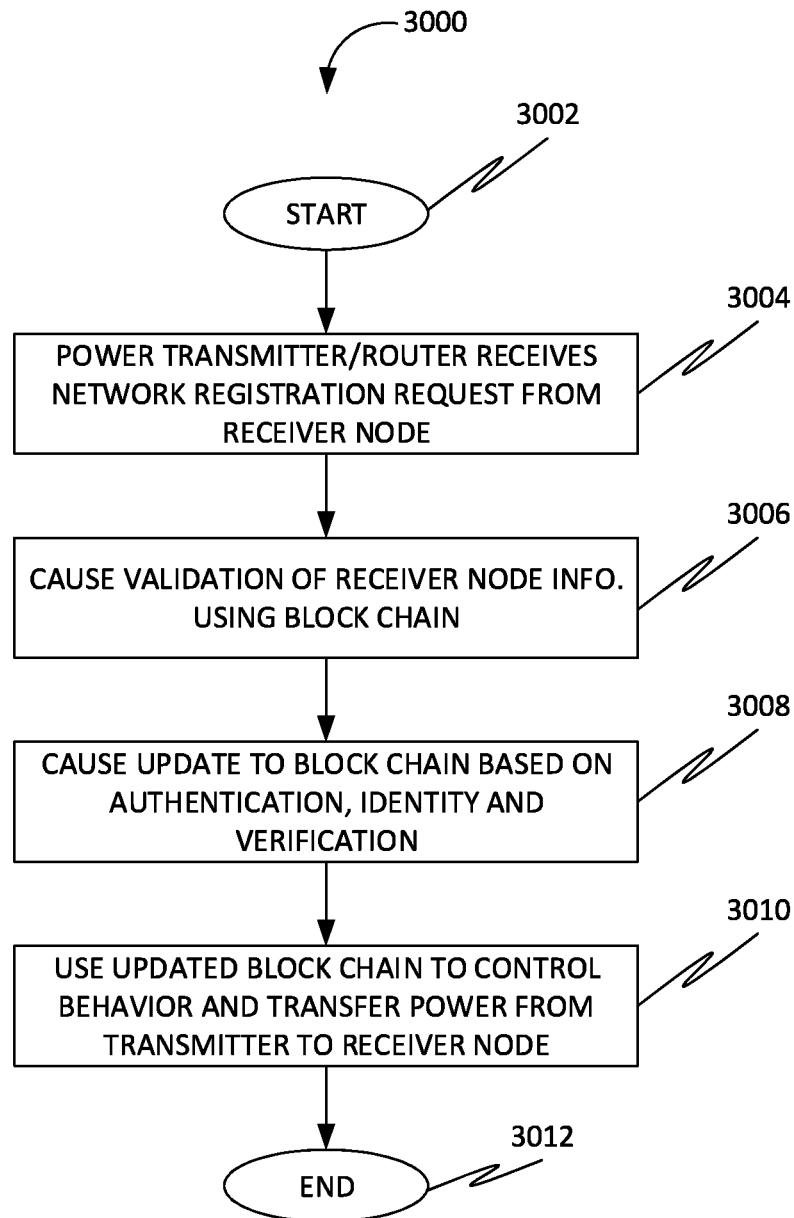 3000
3002
START
3004
POWER TRANSMITTER/ROUTER RECEIVES
NETWORK REGISTRATION REQUEST FROM
RECEIVER NODE
3006
CAUSE VALIDATION OF RECEIVER NODE INFO.
USING BLOCK CHAIN
3008
CAUSE UPDATE TO BLOCK CHAIN BASED ON
AUTHENTICATION, IDENTITY AND
VERIFICATION
3010
USE UPDATED BLOCK CHAIN TO CONTROL
BEHAVIOR AND TRANSFER POWER FROM
TRANSMITTER TO RECEIVER NODE
3012
END